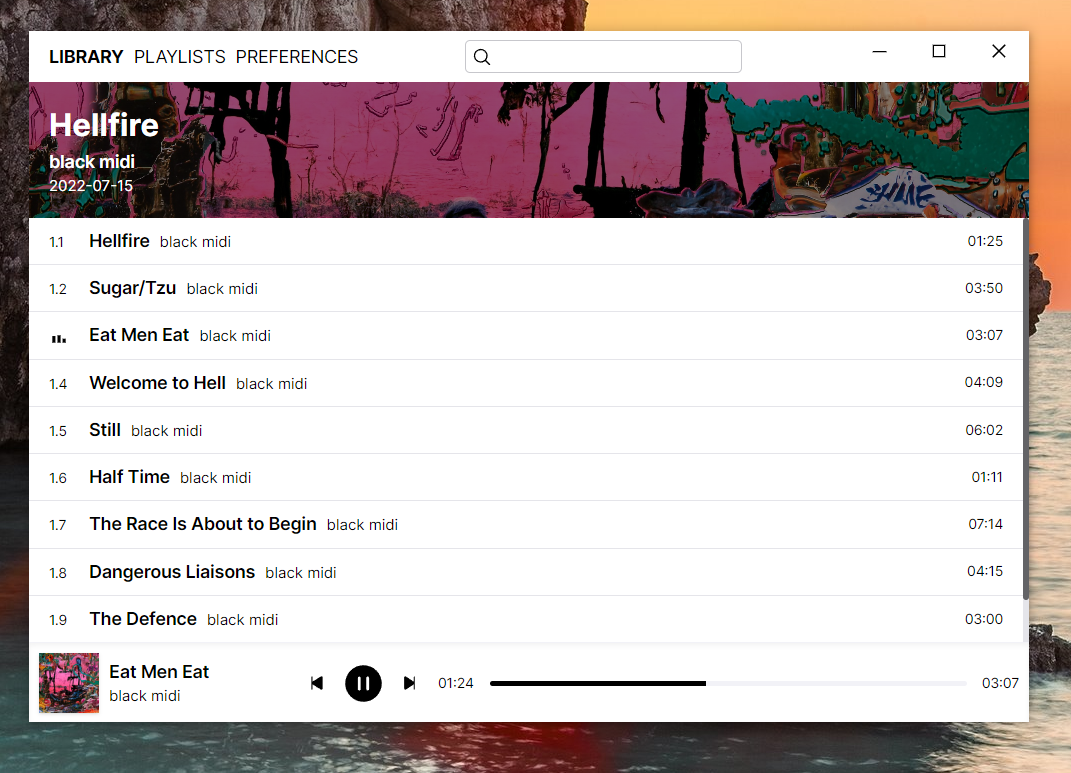 LIBRARY PLAYLISTS PREFERENCES
Hellfire
black midi
2022-07-15
1.1 Hellfire black midi 01:25
1.2 Sugar/Tzu black midi 03:50
Eat Men Eat black midi 03:07
1.4 Welcome to Hell black midi 04:09
1.5 Still black midi 06:02
1.6 Half Time black midi 01:11
1.7 The Race Is About to Begin black midi 07:14
1.8 Dangerous Liaisons black midi 04:15
1.9 The Defence black midi 03:00
Eat Men Eat
black midi
01:24 03:07